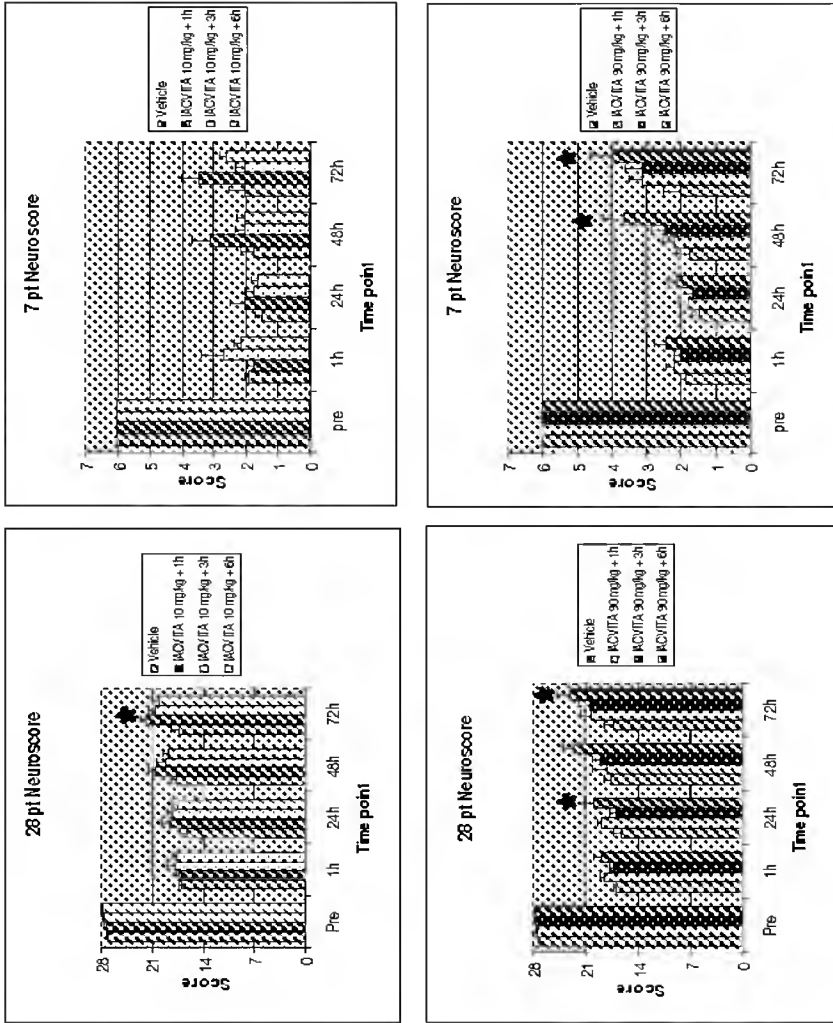 28 pt Neuroscore
28
21
14
7
0
Score
Pre
1h
24h
48h
72h
Time point
Vehicle
IACVITA 10 mg/kg + 1h
IACVITA 10 mg/kg + 3h
IACVITA 10 mg/kg + 6h
7 pt Neuroscore
7
6
5
4
3
2
1
0
Score
pre
1h
24h
48h
72h
Time point
Vehicle
IACVITA 10 mg/kg + 1h
IACVITA 10 mg/kg + 3h
IACVITA 10 mg/kg + 6h
28 pt Neuroscore
28
21
14
7
0
Score
Pre
1h
24h
48h
72h
Time point
Vehicle
IACVITA 90 mg/kg + 1h
IACVITA 90 mg/kg + 3h
IACVITA 90 mg/kg + 6h
7 pt Neuroscore
7
6
5
4
3
2
1
0
Score
pre
1h
24h
48h
72h
Time point
Vehicle
IACVITA 90 mg/kg + 1h
IACVITA 90 mg/kg + 3h
IACVITA 90 mg/kg + 6h